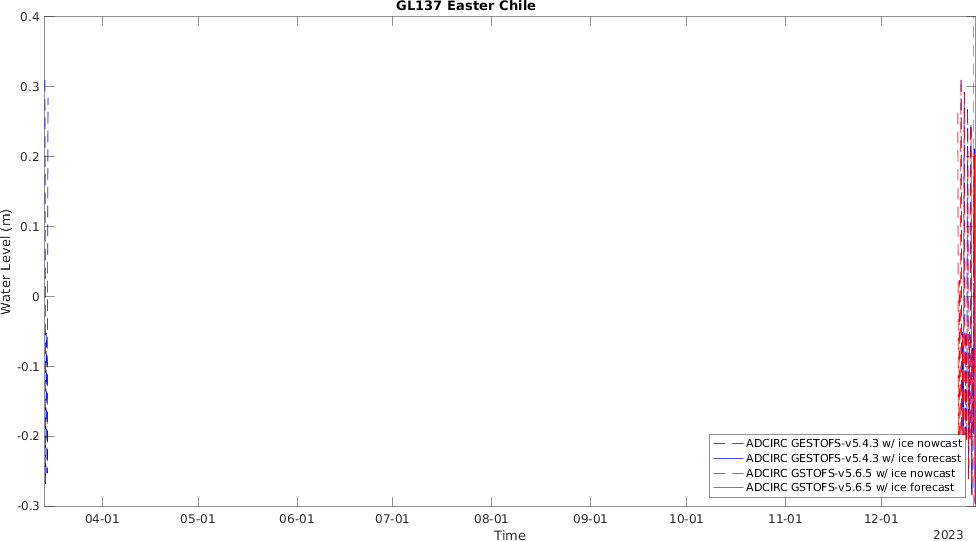 GL137 Easter Chile
0.4
0.3
0.2
0.1
0
-0.1
-0.2
-0.3
Water Level (m)
ADCIRC GESTOFS-v5.4.3 w/ ice nowcast
ADCIRC GESTOFS-v5.4.3 w/ ice forecast
ADCIRC GSTOFS-v5.6.5 w/ ice nowcast
ADCIRC GSTOFS-v5.6.5 w/ ice forecast
04-01 05-01 06-01 07-01 08-01 09-01 10-01 11-01 12-01
Time
2023